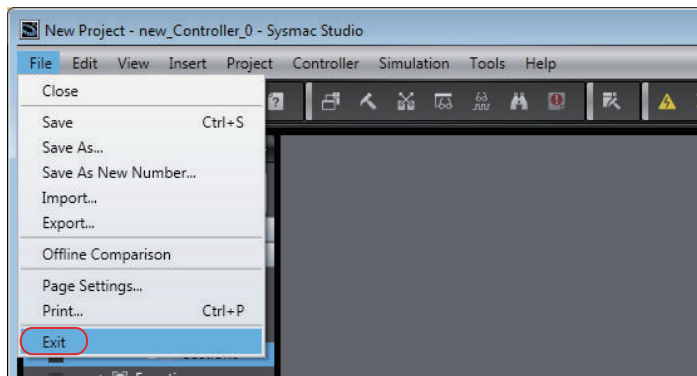 New Project - new_Controller_0 - Sysmac Studio
File Edit View Insert Project Controller Simulation Tools Help
Close
Save Ctrl+S
Save As...
Save As New Number...
Import...
Export...
Offline Comparison
Page Settings...
Print... Ctrl+P
Exit